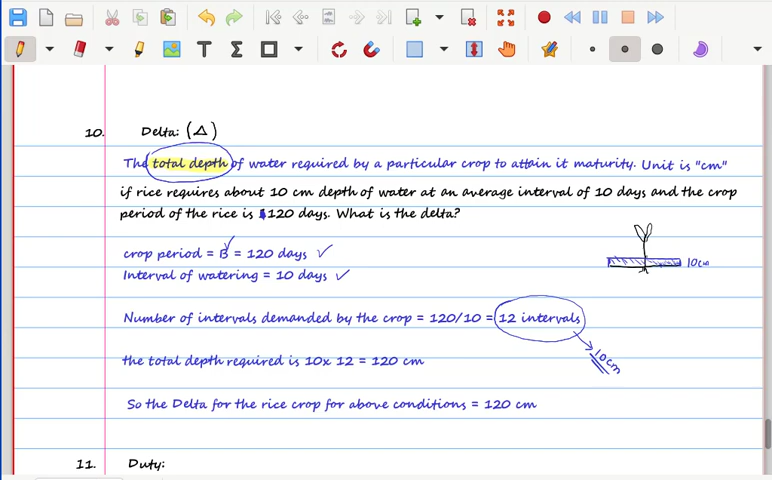 10. Delta: (Δ)
The total depth of water required by a particular crop to attain it maturity. Unit is "cm"
if rice requires about 10 cm depth of water at an average interval of 10 days and the crop
period of the rice is 120 days. What is the delta?
crop period = B = 120 days ✓
10cm
Interval of watering = 10 days ✓
Number of intervals demanded by the crop = 120/10 = 12 intervals
10cm
the total depth required is 10x 12 = 120 cm
So the Delta for the rice crop for above conditions = 120 cm
11. Duty: